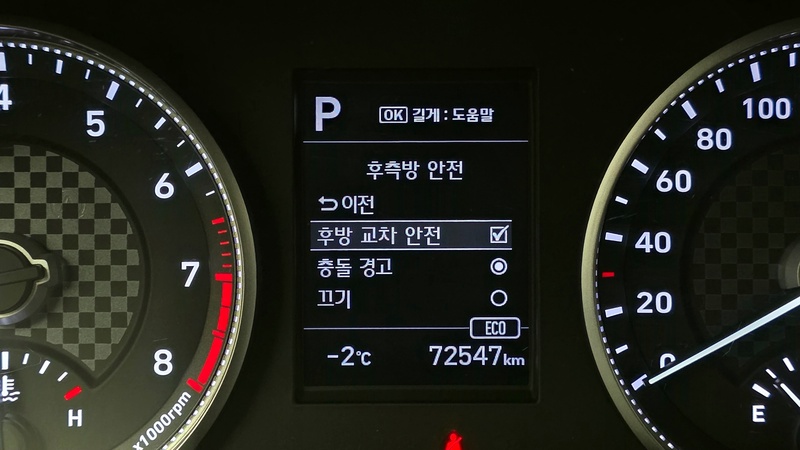 4
5
6
7
8
x1000rpm
H
P
OK 길게 : 도움말
후측방 안전
이전
후방 교차 안전
충돌 경고
끄기
ECO
-2°C 72547km
100
80
60
40
20
0
E